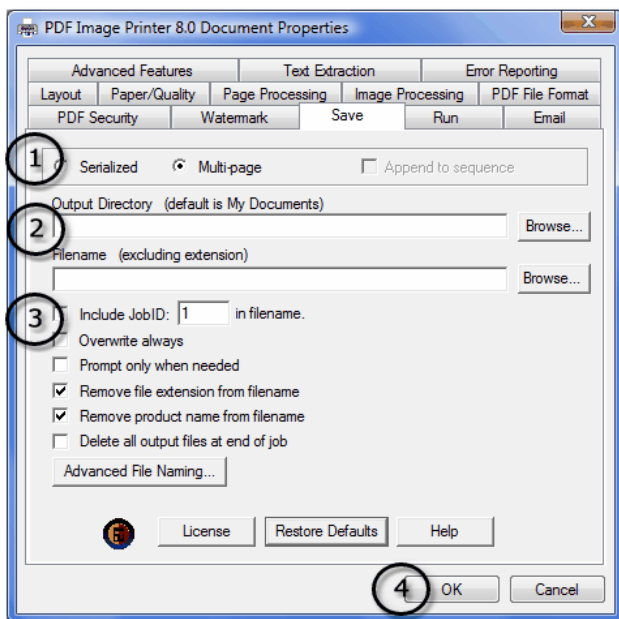 PDF Image Printer 8.0 Document Properties
Advanced Features Text Extraction Error Reporting
Layout Paper/Quality Page Processing Image Processing PDF File Format
PDF Security Watermark Save Run Email
1 Serialized Multi-page Append to sequence
Output Directory (default is My Documents)
2 Browse...
Filename (excluding extension)
Browse...
3 Include JobID: 1 in filename.
Overwrite always
Prompt only when needed
Remove file extension from filename
Remove product name from filename
Delete all output files at end of job
Advanced File Naming...
License Restore Defaults Help
4 OK Cancel